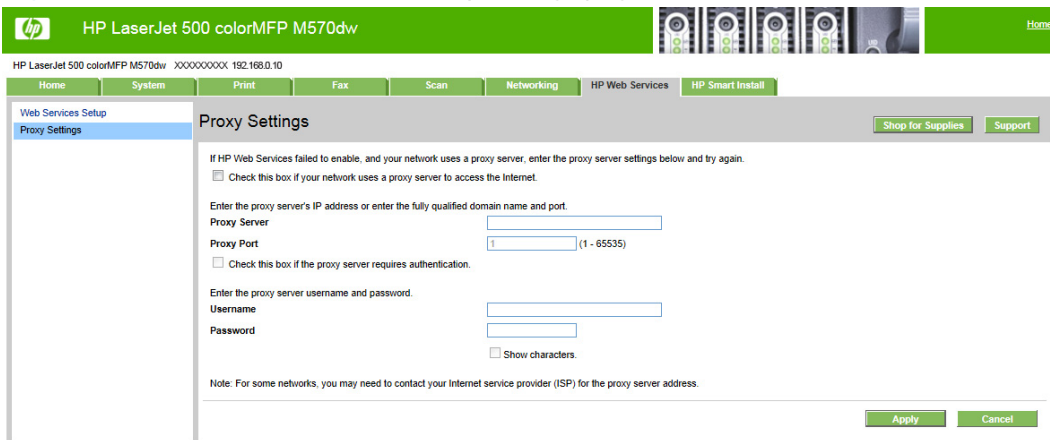 hp HP LaserJet 500 colorMFP M570dw
Home
HP LaserJet 500 colorMFP M570dw XXXXXXXXX 192.168.0.10
Home System Print Fax Scan Networking HP Web Services HP Smart Install
Web Services Setup
Proxy Settings
Proxy Settings
Shop for Supplies Support
If HP Web Services failed to enable, and your network uses a proxy server, enter the proxy server settings below and try again.
Check this box if your network uses a proxy server to access the Internet.
Enter the proxy server's IP address or enter the fully qualified domain name and port.
Proxy Server
Proxy Port 1 (1 - 65535)
Check this box if the proxy server requires authentication.
Enter the proxy server username and password.
Username
Password
Show characters.
Note: For some networks, you may need to contact your Internet service provider (ISP) for the proxy server address.
Apply Cancel